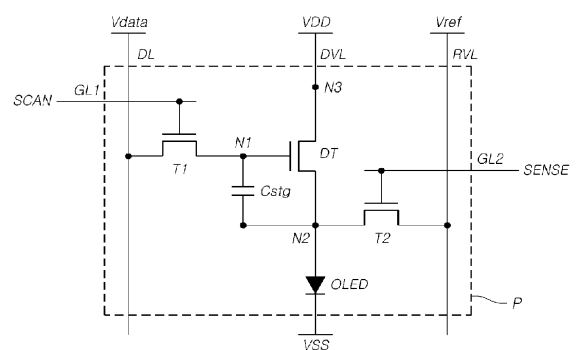 Vdata VDD Vref
DL DVL RVL
GL1 N3
SCAN
N1 DT GL2
T1 SENSE
Cstg
N2 T2
OLED
P
VSS